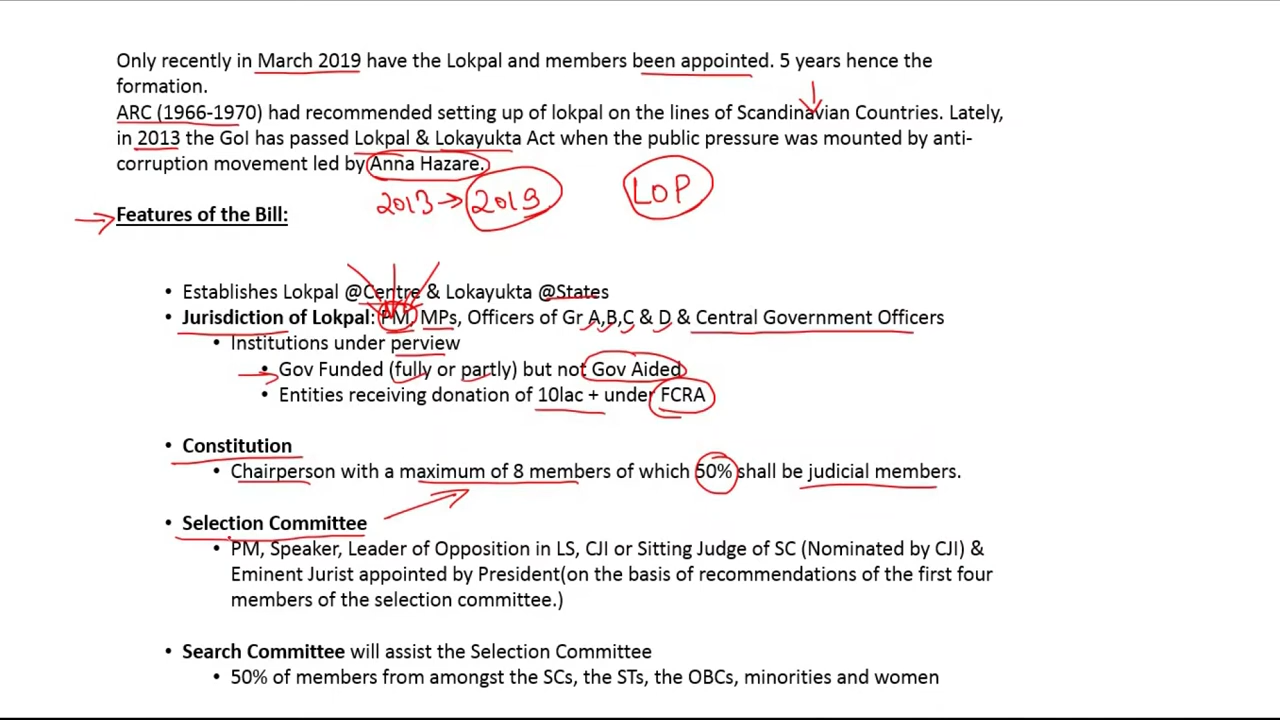 Only recently in March 2019 have the Lokpal and members been appointed. 5 years hence the
formation.
ARC (1966-1970) had recommended setting up of lokpal on the lines of Scandinavian Countries. Lately,
in 2013 the GoI has passed Lokpal & Lokayukta Act when the public pressure was mounted by anti-
corruption movement led by Anna Hazare.
2013 → 2019 LOP
Features of the Bill:
• Establishes Lokpal @Centre & Lokayukta @States
• Jurisdiction of Lokpal: PM, MPs, Officers of Gr A,B,C & D & Central Government Officers
• Institutions under perview
• Gov Funded (fully or partly) but not Gov Aided
• Entities receiving donation of 10lac + under FCRA
• Constitution
• Chairperson with a maximum of 8 members of which 50% shall be judicial members.
• Selection Committee
• PM, Speaker, Leader of Opposition in LS, CJI or Sitting Judge of SC (Nominated by CJI) &
Eminent Jurist appointed by President(on the basis of recommendations of the first four
members of the selection committee.)
• Search Committee will assist the Selection Committee
• 50% of members from amongst the SCs, the STs, the OBCs, minorities and women